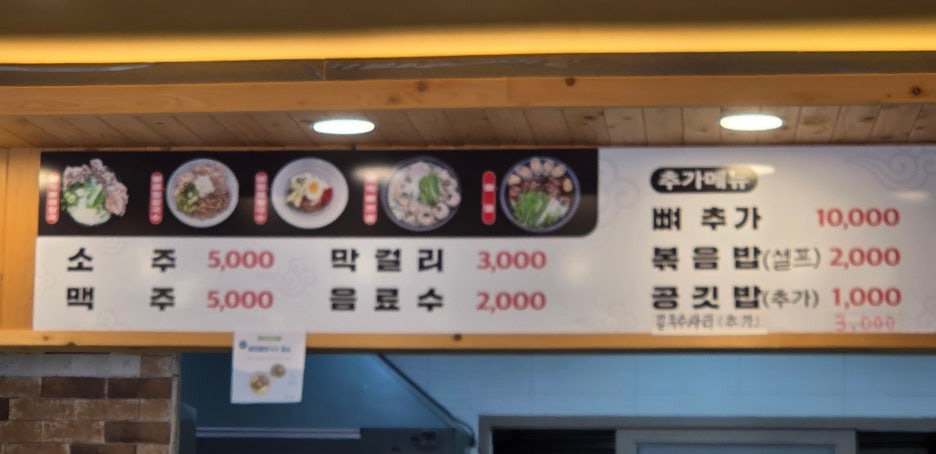 소 주 5,000
맥 주 5,000
막 걸 리 3,000
음 료 수 2,000
추가메뉴
뼈 추 가 10,000
볶 음 밥(셀프) 2,000
공 깃 밥(추가) 1,000
(추가) 3,000